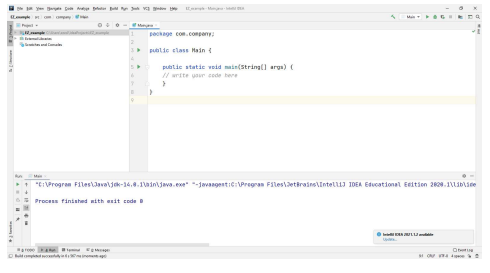 File Edit View Navigate Code Analyze Refactor Build Run Tools VCS Window Help EZ_example - Main.java - IntelliJ IDEA
EZ_example src com company Main
Main
Project
Main.java
EZ_example
External Libraries
Scratches and Consoles
1 package com.company;
2
3 public class Main {
4
5 public static void main(String[] args) {
6 // write your code here
7 }
8 }
9
Run: Main
"C:\Program Files\Java\jdk-14.0.1\bin\java.exe" "-javaagent:C:\Program Files\JetBrains\IntelliJ IDEA Educational Edition 2020.1\lib\ide
Process finished with exit code 0
IntelliJ IDEA 2021.1.2 available
Update...
TODO 4: Run Terminal 0: Messages
Event Log
Build completed successfully in
9:1 CRLF UTF-8 4 spaces